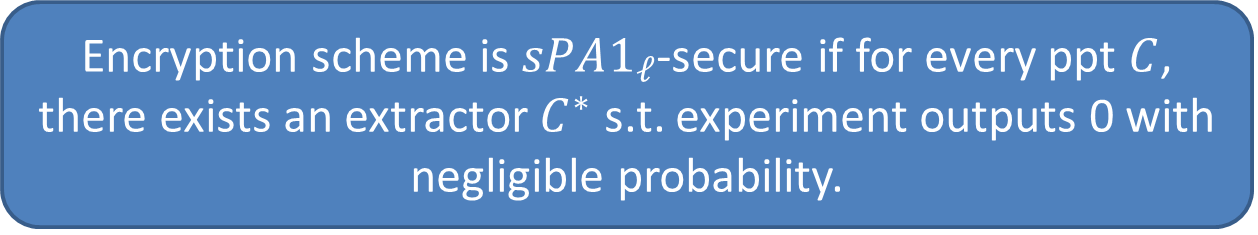 Encryption scheme is sPA1ℓ-secure if for every ppt C,
there exists an extractor C* s.t. experiment outputs 0 with
negligible probability.